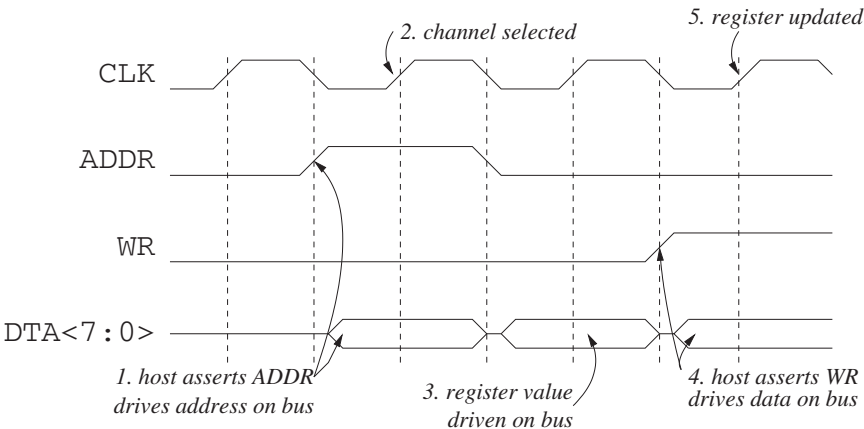 5. register updated
2. channel selected
CLK
ADDR
WR
DTA<7:0>
1. host asserts ADDR
drives address on bus
3. register value
driven on bus
4. host asserts WR
drives data on bus